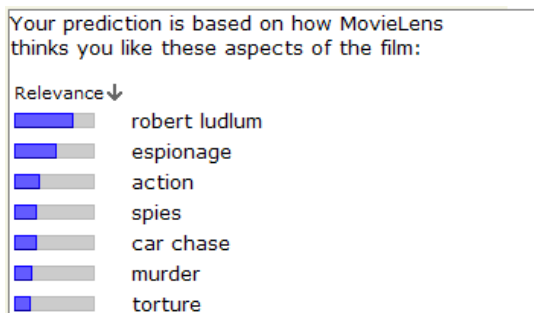 Your prediction is based on how MovieLens
thinks you like these aspects of the film:
Relevance
robert ludlum
espionage
action
spies
car chase
murder
torture